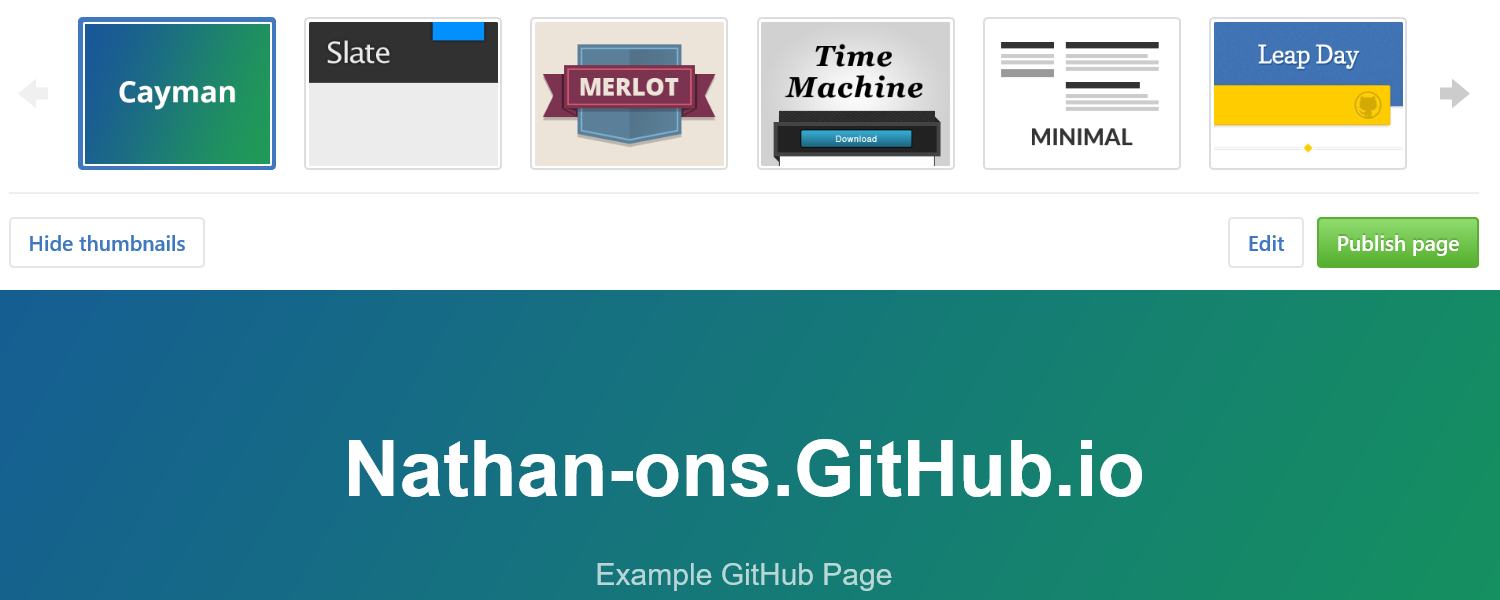 Cayman
Slate
MERLOT
Time
Machine
Download
MINIMAL
Leap Day
Hide thumbnails
Edit
Publish page
Nathan-ons.GitHub.io
Example GitHub Page